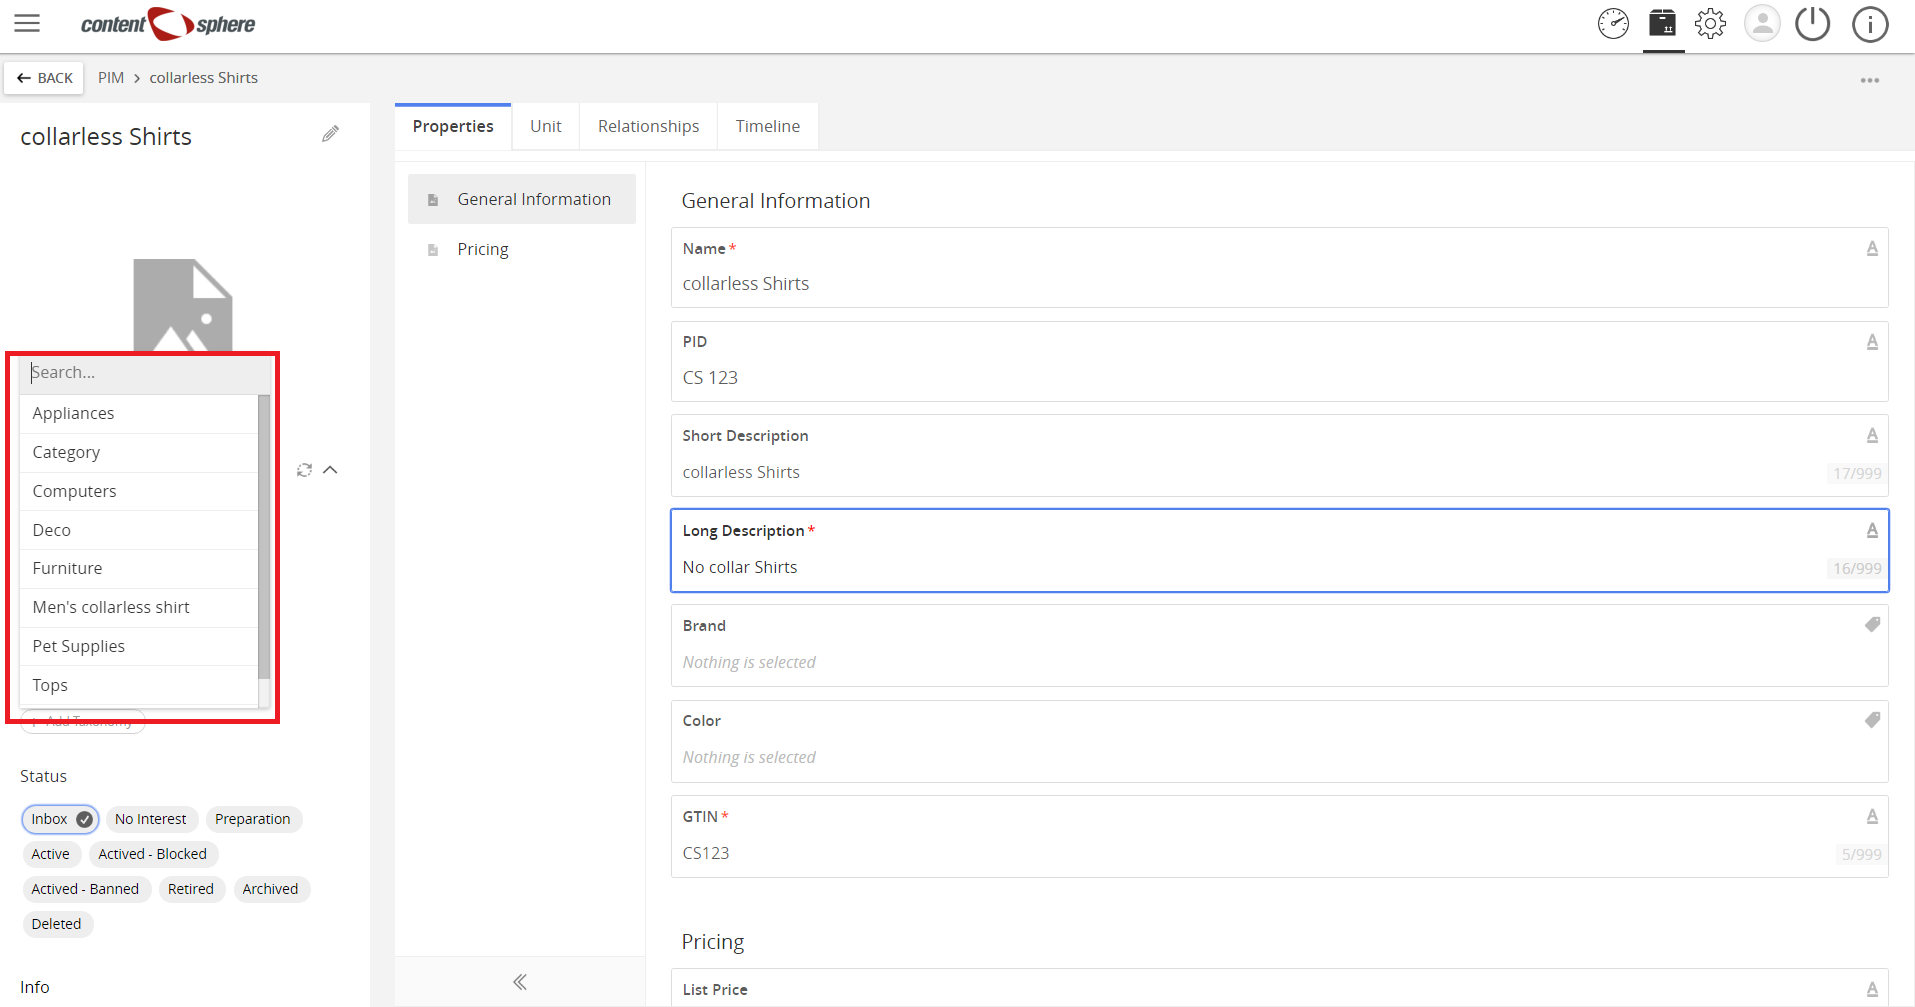 content sphere
BACK PIM > collarless Shirts
collarless Shirts
Search...
Appliances
Category
Computers
Deco
Furniture
Men's collarless shirt
Pet Supplies
Tops
Add Taxonomy
Status
Inbox No Interest Preparation
Active Actived - Blocked
Actived - Banned Retired Archived
Deleted
Info
Properties Unit Relationships Timeline
General Information
Pricing
General Information
Name *
collarless Shirts
PID
CS 123
Short Description
collarless Shirts
17/999
Long Description *
No collar Shirts
16/999
Brand
Nothing is selected
Color
Nothing is selected
GTIN *
CS123
5/999
Pricing
List Price